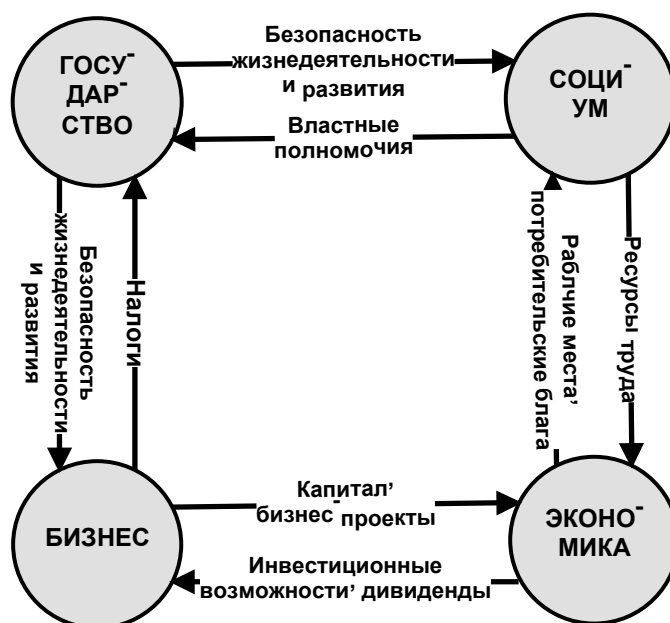 ГОСУ-
ДАР-
СТВО
Безопасность
жизнедеятельности
и развития
СОЦИ-
УМ
Властные
полномочия
Безопасность
жизнедеятельности
и развития
Налоги
Раблчие места,
потребительские блага
Ресурсы труда
БИЗНЕС
Капитал,
бизнес-проекты
ЭКОНО-
МИКА
Инвестиционные
возможности, дивиденды